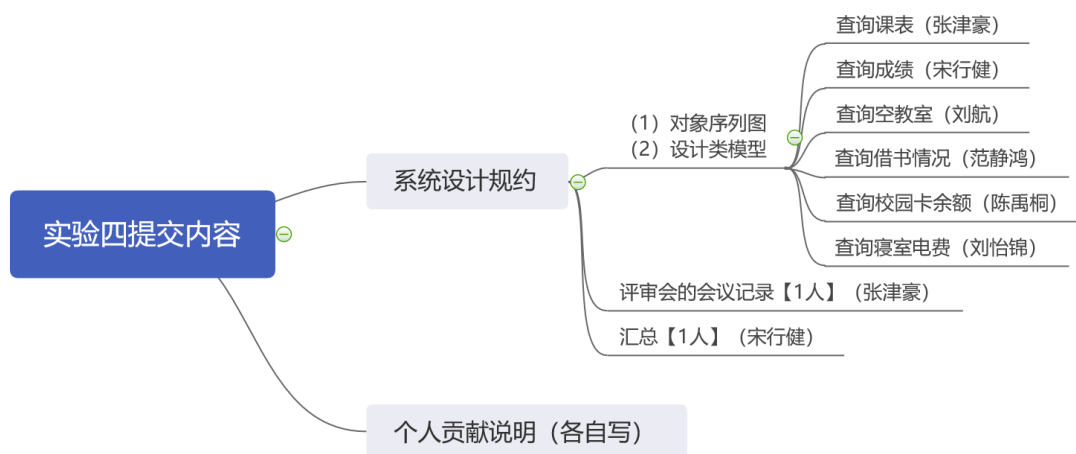 实验四提交内容
系统设计规约
（1）对象序列图
（2）设计类模型
查询课表（张津豪）
查询成绩（宋行健）
查询空教室（刘航）
查询借书情况（范静鸿）
查询校园卡余额（陈禹桐）
查询寝室电费（刘怡锦）
评审会的会议记录【1人】（张津豪）
汇总【1人】（宋行健）
个人贡献说明（各自写）